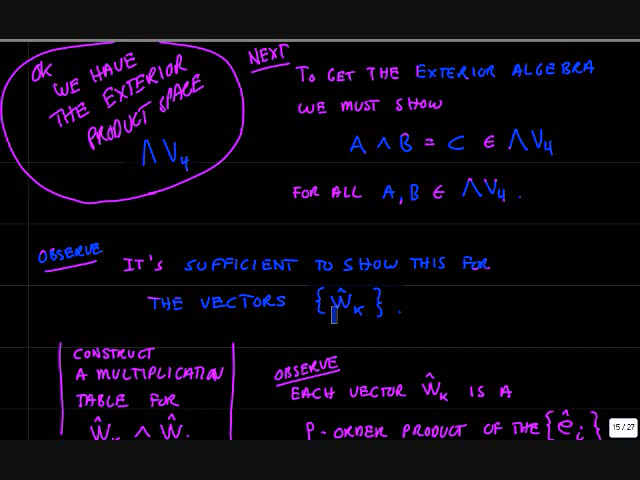 OK
WE HAVE
THE EXTERIOR
PRODUCT SPACE
ΛV₄
NEXT
TO GET THE EXTERIOR ALGEBRA
WE MUST SHOW
A ∧ B = C ∈ ΛV₄
FOR ALL A, B ∈ ΛV₄.
OBSERVE
IT'S SUFFICIENT TO SHOW THIS FOR
THE VECTORS {Ŵₖ}.
CONSTRUCT
A MULTIPLICATION
TABLE FOR
Ŵₖ ∧ Ŵ
OBSERVE
EACH VECTOR Ŵₖ IS A
P-ORDER PRODUCT OF THE {êᵢ}
15 / 27